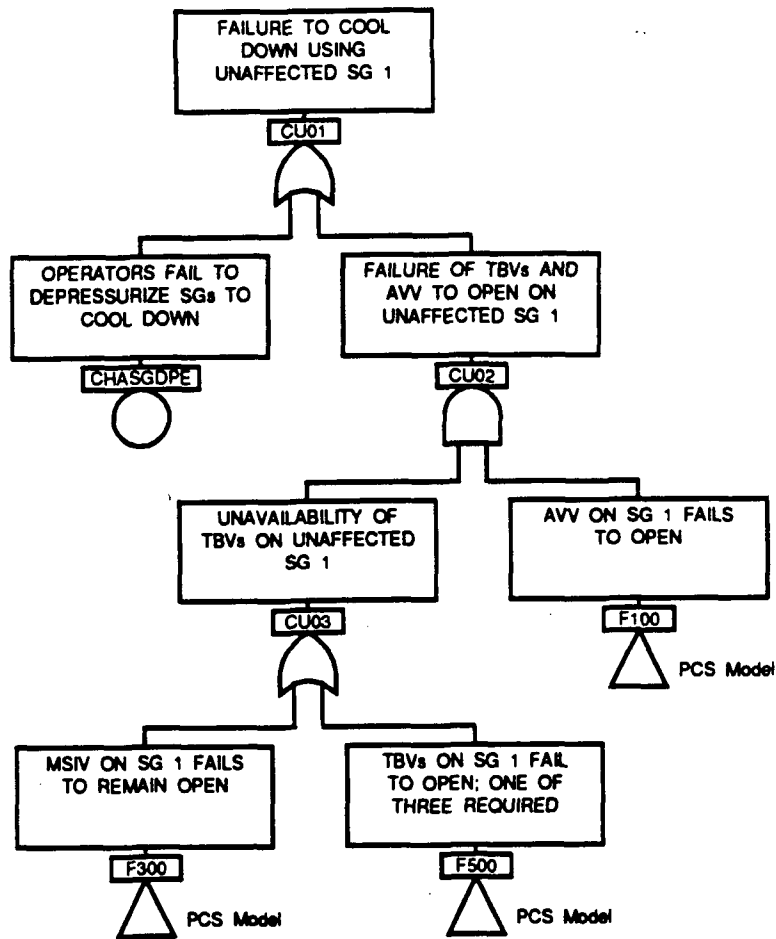 FAILURE TO COOL
DOWN USING
UNAFFECTED SG 1
CU01
OPERATORS FAIL TO
DEPRESSURIZE SGs TO
COOL DOWN
CHASGDPE
FAILURE OF TBVs AND
AVV TO OPEN ON
UNAFFECTED SG 1
CU02
UNAVAILABILITY OF
TBVs ON UNAFFECTED
SG 1
CU03
AVV ON SG 1 FAILS
TO OPEN
F100
PCS Model
MSIV ON SG 1 FAILS
TO REMAIN OPEN
F300
PCS Model
TBVs ON SG 1 FAIL
TO OPEN; ONE OF
THREE REQUIRED
F500
PCS Model